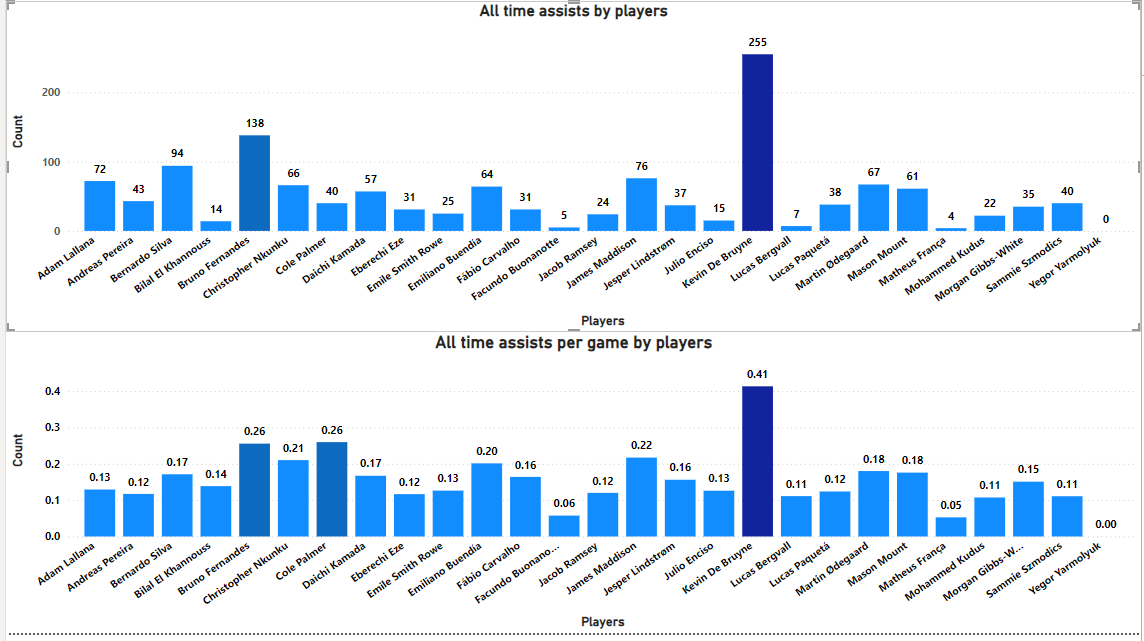 All time assists by players
Count
200
100
0
72
43
94
14
138
66
40
57
31
25
64
31
5
24
76
37
15
255
7
38
67
61
4
22
35
40
0
Adam Lallana
Andreas Pereira
Bernardo Silva
Bilal El Khannouss
Bruno Fernandes
Christopher Nkunku
Cole Palmer
Daichi Kamada
Eberechi Eze
Emile Smith Rowe
Emiliano Buendia
Fábio Carvalho
Facundo Buonanotte
Jacob Ramsey
James Maddison
Jesper Lindstrøm
Julio Enciso
Kevin De Bruyne
Lucas Bergvall
Lucas Paquetá
Martin Ødegaard
Mason Mount
Matheus França
Mohammed Kudus
Morgan Gibbs-White
Sammie Szmodics
Yegor Yarmolyuk
Players
All time assists per game by players
Count
0.4
0.3
0.2
0.1
0.0
0.13
0.12
0.17
0.14
0.26
0.21
0.26
0.17
0.12
0.13
0.20
0.16
0.06
0.12
0.22
0.16
0.13
0.41
0.11
0.12
0.18
0.18
0.05
0.11
0.15
0.11
0.00
Adam Lallana
Andreas Pereira
Bernardo Silva
Bilal El Khannouss
Bruno Fernandes
Christopher Nkunku
Cole Palmer
Daichi Kamada
Eberechi Eze
Emile Smith Rowe
Emiliano Buendia
Fábio Carvalho
Facundo Buonano...
Jacob Ramsey
James Maddison
Jesper Lindstrøm
Julio Enciso
Kevin De Bruyne
Lucas Bergvall
Lucas Paquetá
Martin Ødegaard
Mason Mount
Matheus França
Mohammed Kudus
Morgan Gibbs-W...
Sammie Szmodics
Yegor Yarmolyuk
Players